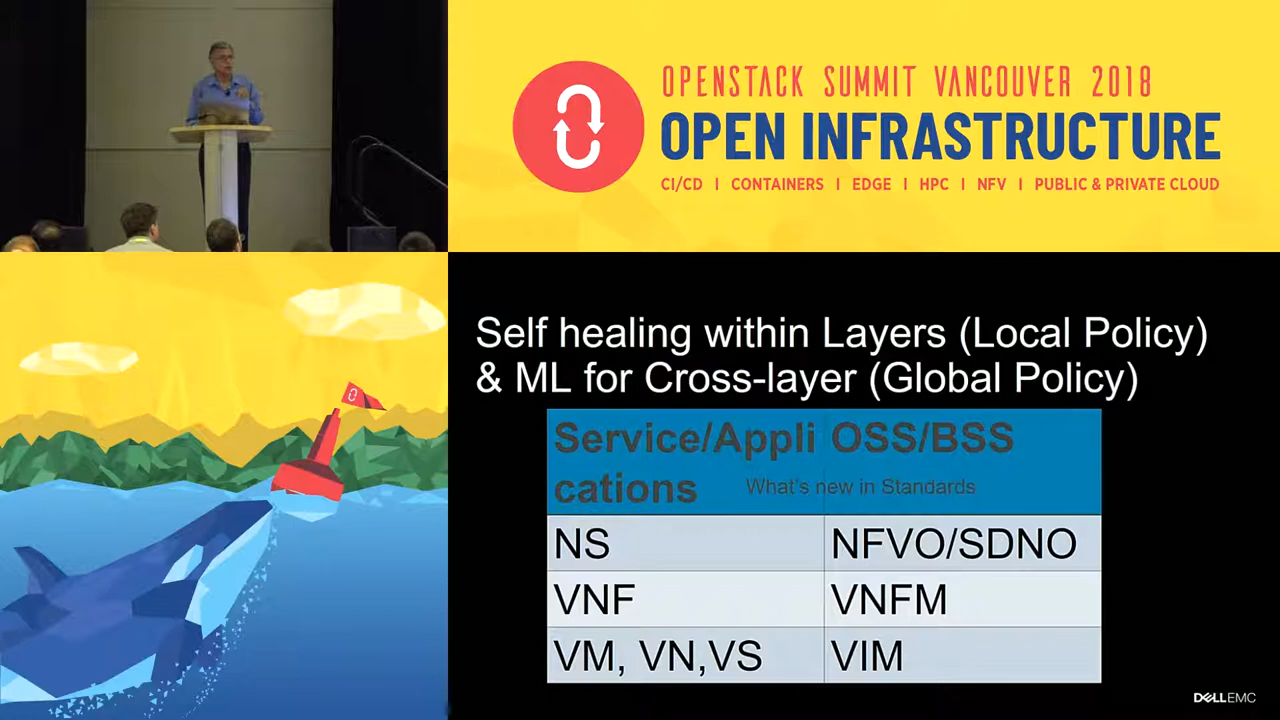 OPENSTACK SUMMIT VANCOUVER 2018
OPEN INFRASTRUCTURE
CI/CD | CONTAINERS | EDGE | HPC | NFV | PUBLIC & PRIVATE CLOUD
Self healing within Layers (Local Policy)
& ML for Cross-layer (Global Policy)
Service/Appli OSS/BSS
cations
What's new in Standards
NS NFVO/SDNO
VNF VNFM
VM, VN,VS VIM
DELLEMC